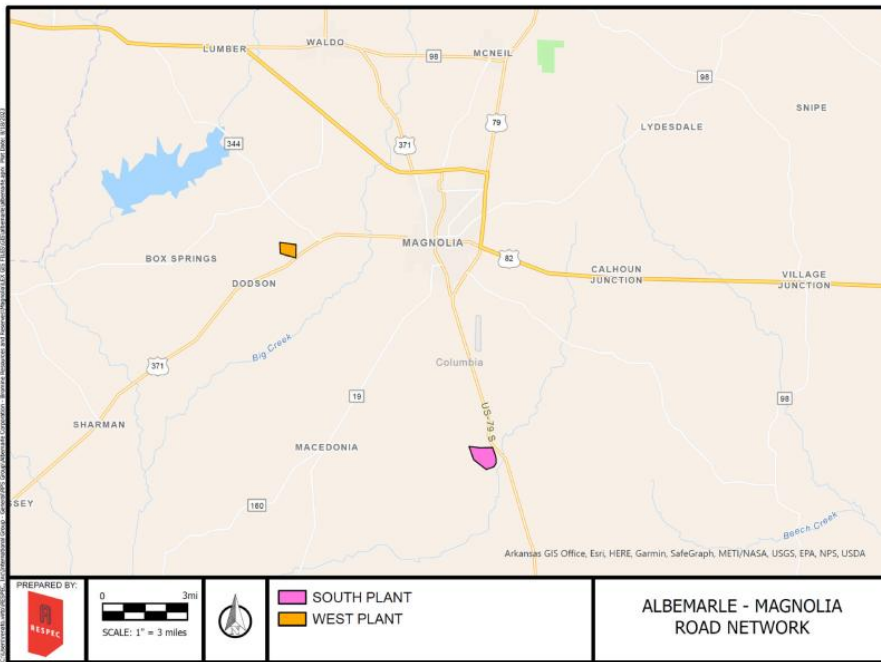 LUMBER
WALDO
98
MCNEIL
98
SNIPE
LYDESDALE
79
371
344
MAGNOLIA
BOX SPRINGS
82
CALHOUN
JUNCTION
VILLAGE
JUNCTION
DODSON
Big Creek
371
Columbia
19
98
US-79 S
SHARMAN
MACEDONIA
SSEY
160
Beech Creek
Arkansas GIS Office, Esri, HERE, Garmin, SafeGraph, METI/NASA, USGS, EPA, NPS, USDA
PREPARED BY:
RESPEC
0 3mi
SCALE: 1" = 3 miles
SOUTH PLANT
WEST PLANT
ALBEMARLE - MAGNOLIA
ROAD NETWORK